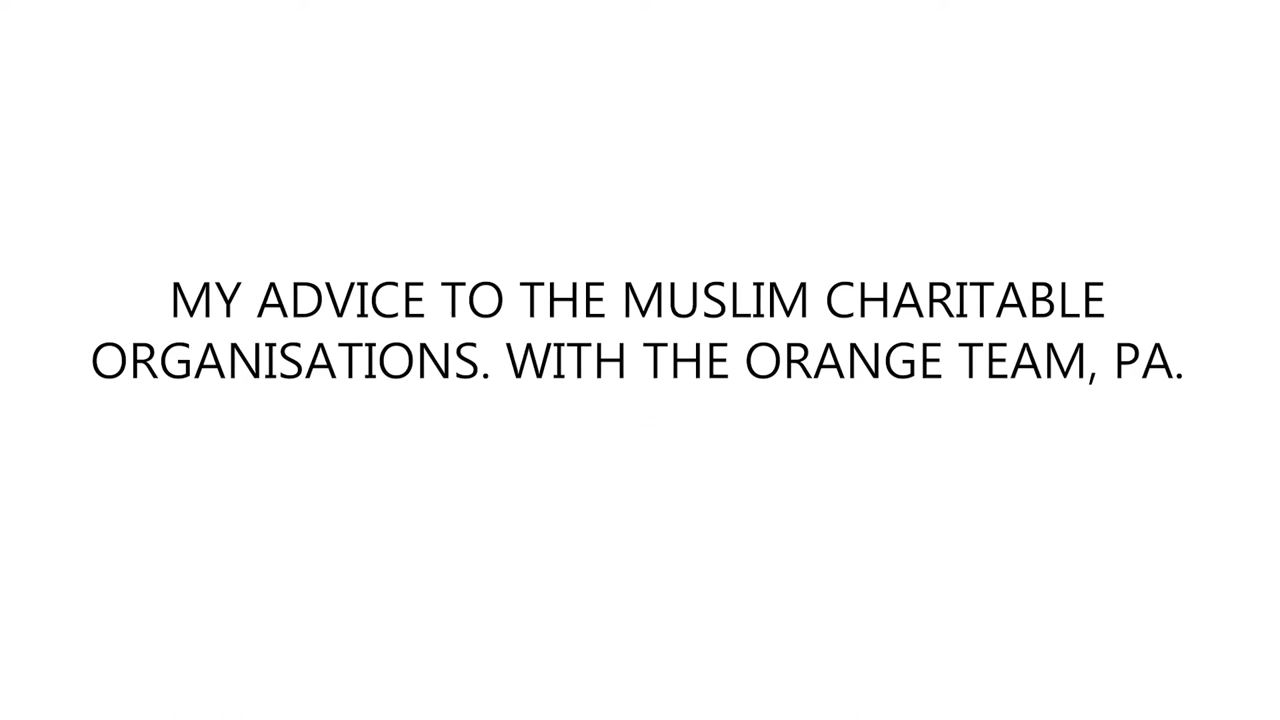 MY ADVICE TO THE MUSLIM CHARITABLE
ORGANISATIONS. WITH THE ORANGE TEAM, PA.